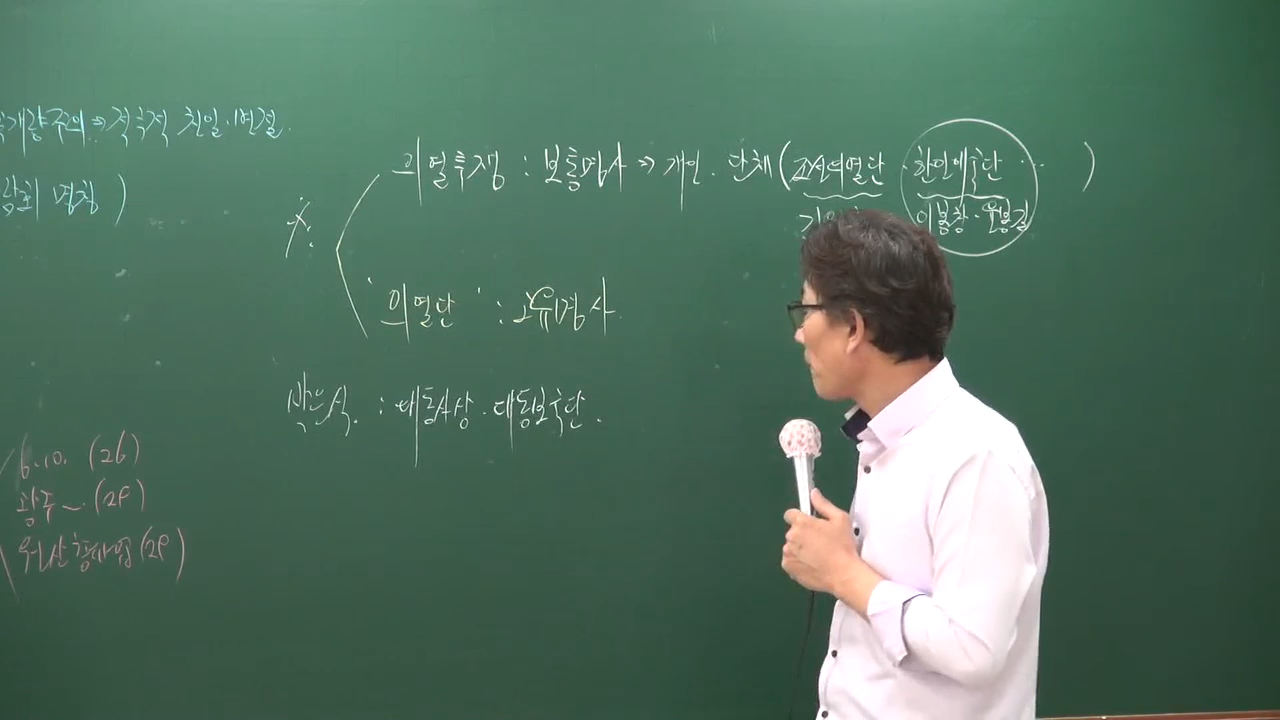 개량주의→적극적 친일·변절.
명칭)
의열투쟁 : 보통명사 → 개인·단체 (조선의열단 한인애국단 … )
이봉창·윤봉길
※.
'의열단' : 고유명사.
박은식. : 대동사상·대동보국단.
6.10. (26)
광주~ (29)
원산총파업 (29)